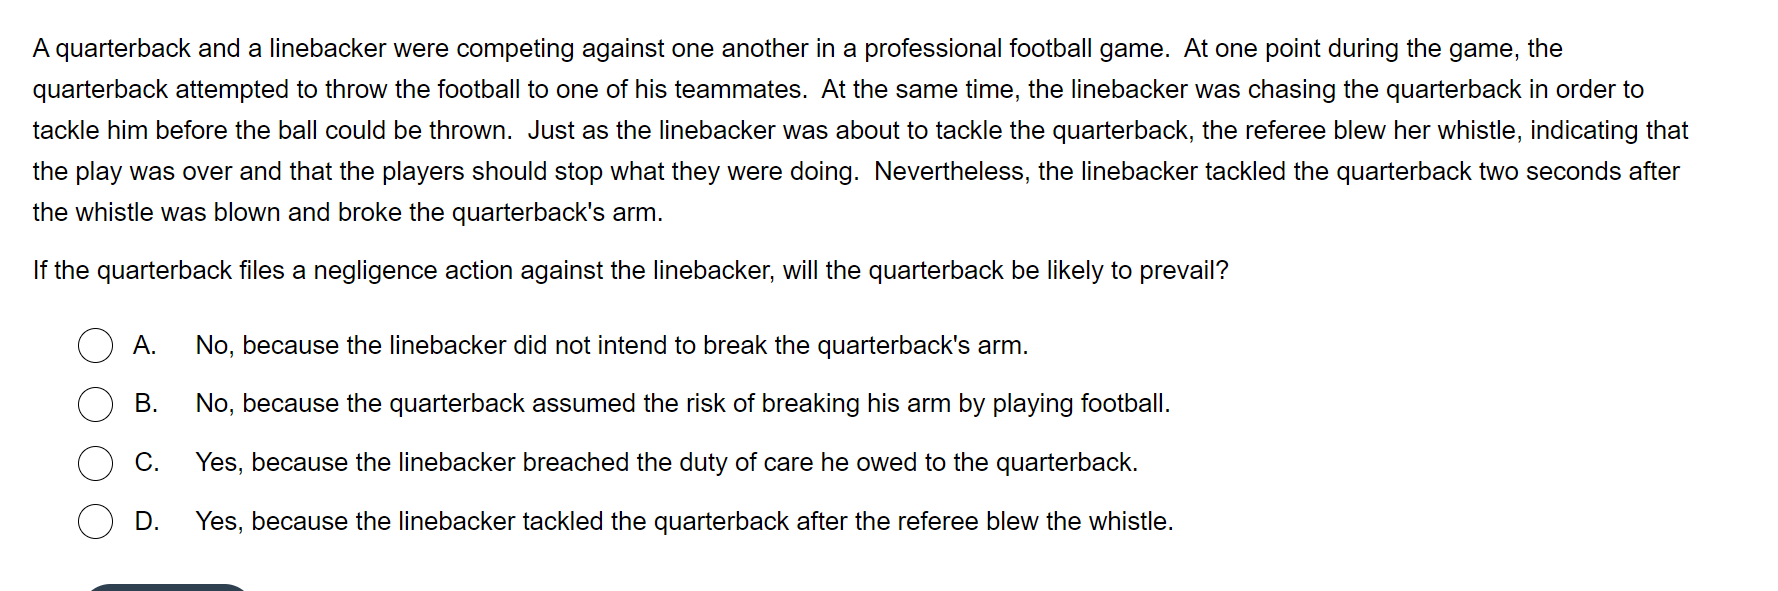 A quarterback and a linebacker were competing against one another in a professional football game.  At one point during the game, the
quarterback attempted to throw the football to one of his teammates.  At the same time, the linebacker was chasing the quarterback in order to
tackle him before the ball could be thrown.  Just as the linebacker was about to tackle the quarterback, the referee blew her whistle, indicating that
the play was over and that the players should stop what they were doing.  Nevertheless, the linebacker tackled the quarterback two seconds after
the whistle was blown and broke the quarterback's arm.
If the quarterback files a negligence action against the linebacker, will the quarterback be likely to prevail?
A. No, because the linebacker did not intend to break the quarterback's arm.
B. No, because the quarterback assumed the risk of breaking his arm by playing football.
C. Yes, because the linebacker breached the duty of care he owed to the quarterback.
D. Yes, because the linebacker tackled the quarterback after the referee blew the whistle.